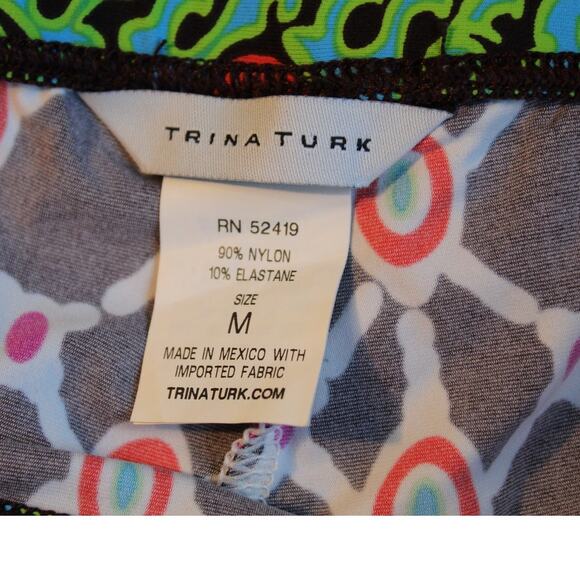 TRINA TURK
RN 52419
90% NYLON
10% ELASTANE
SIZE
M
MADE IN MEXICO WITH
IMPORTED FABRIC
TRINATURK.COM